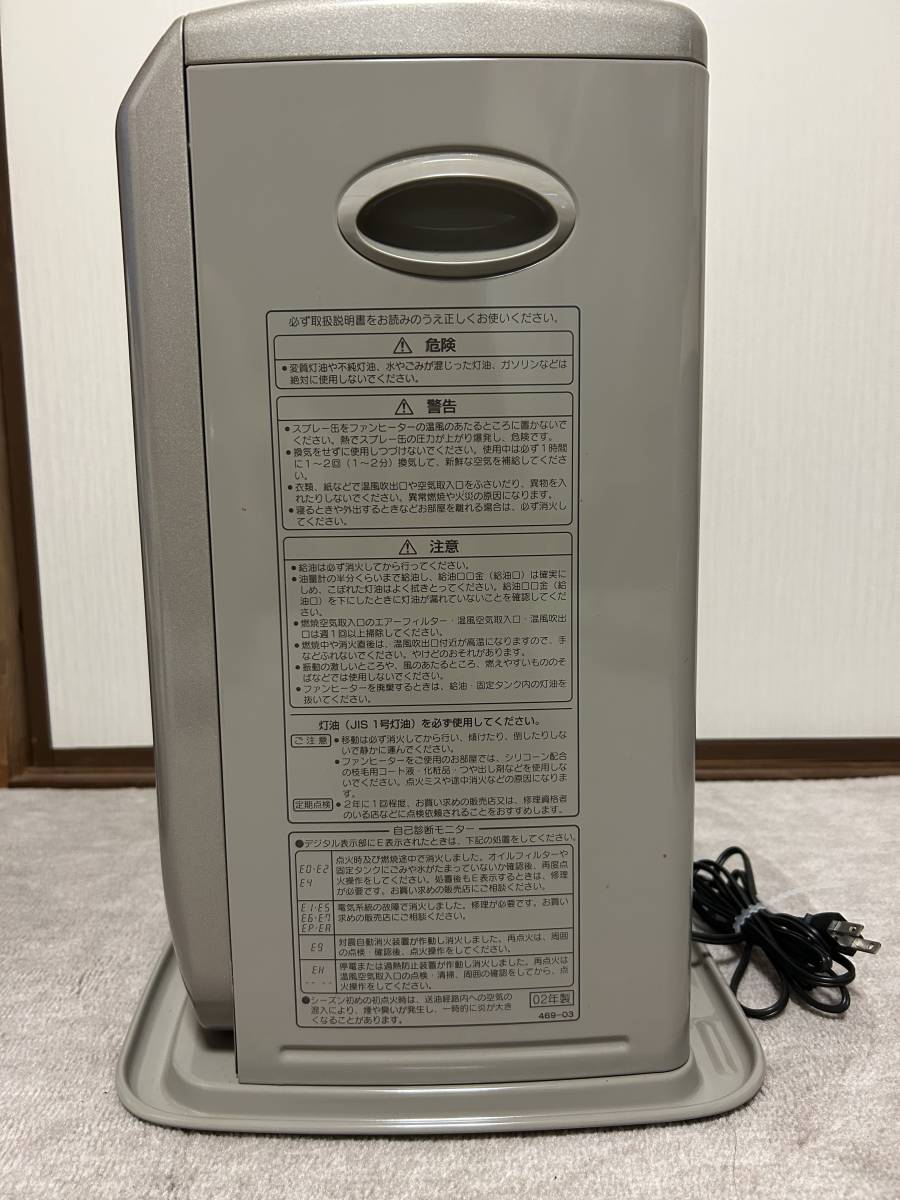 必ず取扱説明書をお読みのうえ正しくお使いください。
⚠ 危険
●変質灯油や不純灯油、水やごみが混じった灯油、ガソリンなどは
絶対に使用しないでください。
⚠ 警告
●スプレー缶をファンヒーターの温風のあたるところに置かないで
ください。熱でスプレー缶の圧力が上がり爆発し、危険です。
●換気をせずに使用しつづけないでください。使用中は必ず1時間
に1〜2回（1〜2分）換気して、新鮮な空気を補給してくださ
い。
●衣類、紙などで温風吹出口や空気取入口をふさいだり、異物を入
れたりしないでください。異常燃焼や火災の原因になります。
●寝るときや外出するときなどお部屋を離れる場合は、必ず消火し
てください。
⚠ 注意
●給油は必ず消火してから行ってください。
●油量計の半分くらいまで給油し、給油口口金（給油口）は確実に
しめ、こぼれた灯油はよく拭きとってください。給油口口金（給
油口）を下にしたときに灯油が漏れていないことを確認してくだ
さい。
●燃焼空気取入口のエアーフィルター・温風空気取入口・温風吹出
口は週1回以上掃除してください。
●燃焼中や消火直後は、温風吹出口付近が高温になりますので、手
などふれないでください。やけどのおそれがあります。
●振動の激しいところや、風のあたるところ、燃えやすいもののそ
ばなどでは使用しないでください。
●ファンヒーターを廃棄するときは、給油・固定タンク内の灯油を
抜いてください。
灯油（JIS 1号灯油）を必ず使用してください。
ご注意 ●移動は必ず消火してから行い、傾けたり、倒したりしな
いで静かに運んでください。
●ファンヒーターをご使用のお部屋では、シリコーン配合
の枝毛用コート液・化粧品・つや出し剤などを使用しな
いでください。点火ミスや途中消火などの原因になりま
す。
定期点検 ●2年に1回程度、お買い求めの販売店又は、修理資格者
のいる店などに点検依頼されることをおすすめします。
自己診断モニター
●デジタル表示部にE表示されたときは、下記の処置をしてください。
E0・E2
E4
点火時及び燃焼途中で消火しました。オイルフィルターや
固定タンクにごみや水がたまっていないか確認後、再度点
火操作をしてください。処置後もE表示するときは、修理
が必要です。お買い求めの販売店にご相談ください。
E1・E5
E6・E7
EP・EA
電気系統の故障で消火しました。修理が必要です。お買い
求めの販売店にご相談ください。
E9
対震自動消火装置が作動し消火しました。再点火は、周囲
の点検・確認後、点火操作をしてください。
EH
-- --
停電または過熱防止装置が作動し消火しました。再点火は
温風空気取入口の点検・清掃、周囲の確認をしてから、点
火操作をしてください。
●シーズン初めの初点火時は、送油経路内への空気の
混入により、煙や臭いが発生し、一時的に炎が大き
くなることがあります。
02年製
469-03